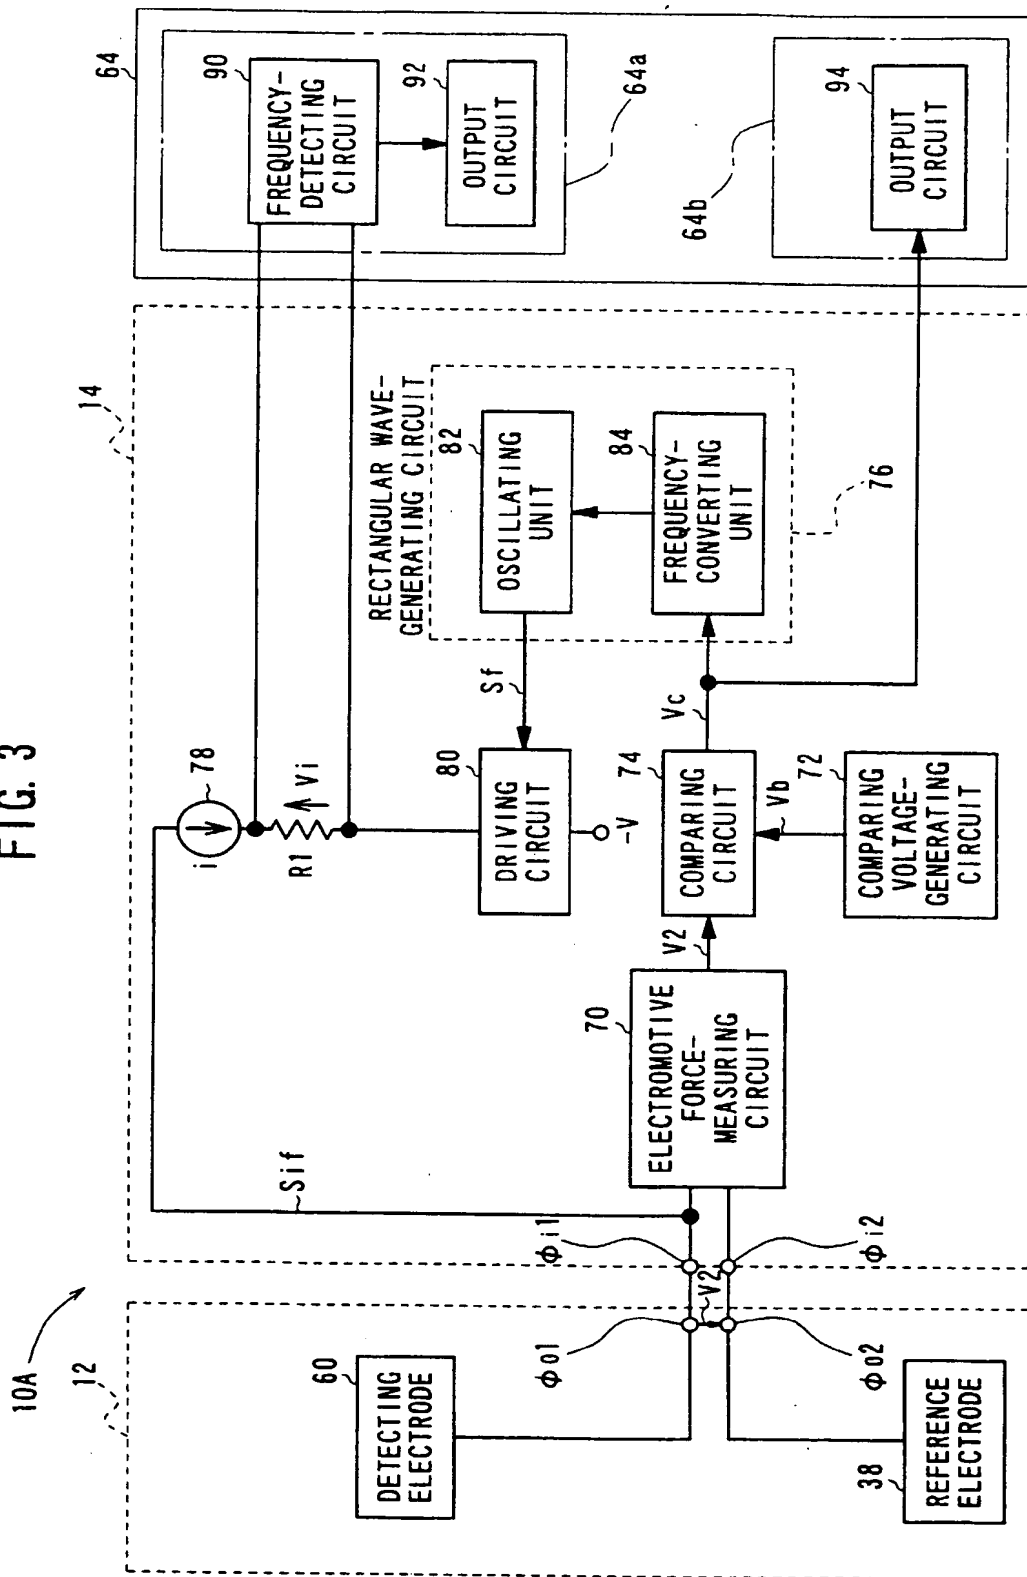 FIG. 3
10A
12
14
64
DETECTING
ELECTRODE
60
REFERENCE
ELECTRODE
38
Φo1
Φo2
V2
Φi1
Φi2
Sif
i
78
R1
Vi
ELECTROMOTIVE
FORCE-
MEASURING
CIRCUIT
70
V2
DRIVING
CIRCUIT
80
-V
COMPARING
CIRCUIT
74
Vb
COMPARING
VOLTAGE-
GENERATING
CIRCUIT
72
Vc
Sf
RECTANGULAR WAVE-
GENERATING CIRCUIT
OSCILLATING
UNIT
82
FREQUENCY-
CONVERTING
UNIT
84
76
FREQUENCY-
DETECTING
CIRCUIT
90
OUTPUT
CIRCUIT
92
64a
64b
OUTPUT
CIRCUIT
94